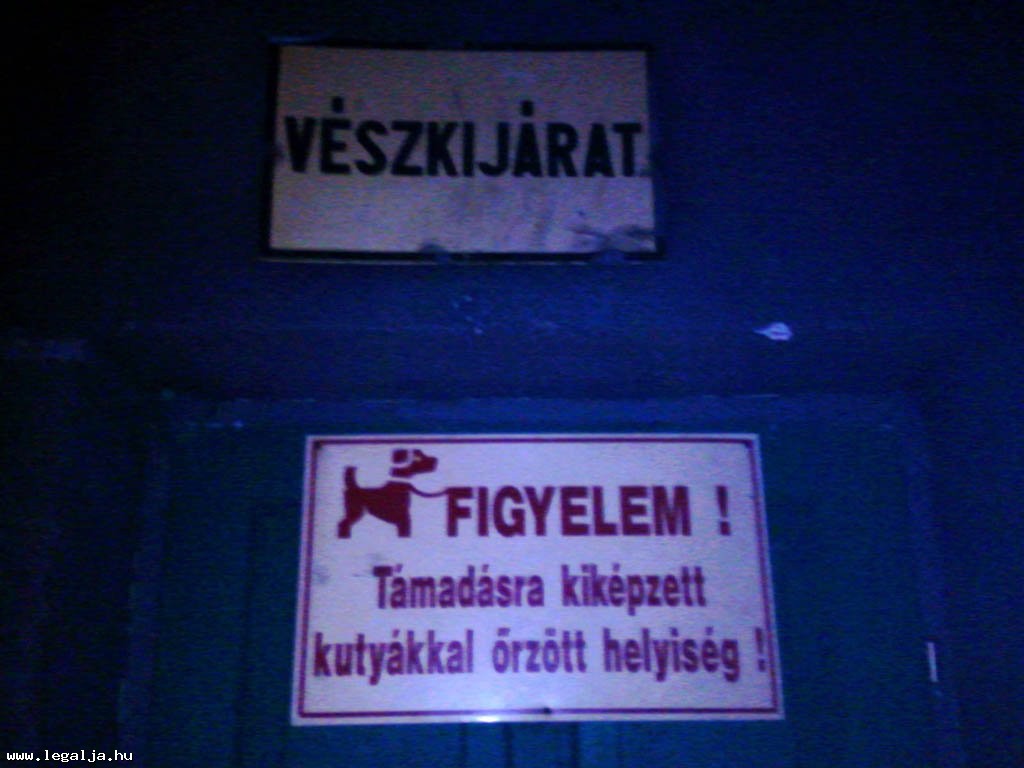 VÉSZKIJÁRAT
FIGYELEM !
Támadásra kiképzett
kutyákkal őrzött helyiség !
www.legalja.hu